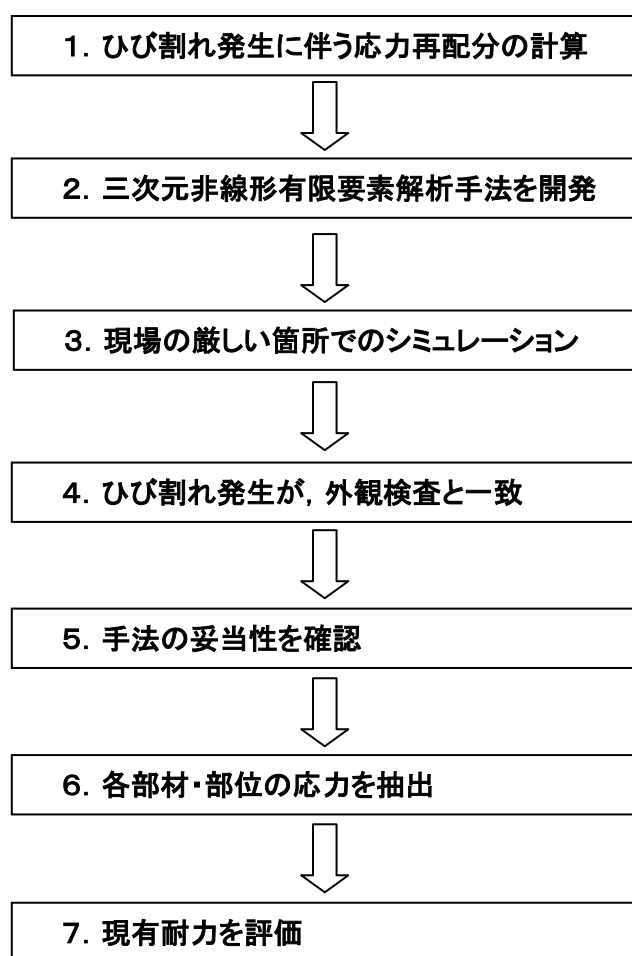 1. ひび割れ発生に伴う応力再配分の計算
2. 三次元非線形有限要素解析手法を開発
3. 現場の厳しい箇所でのシミュレーション
4. ひび割れ発生が, 外観検査と一致
5. 手法の妥当性を確認
6. 各部材・部位の応力を抽出
7. 現有耐力を評価